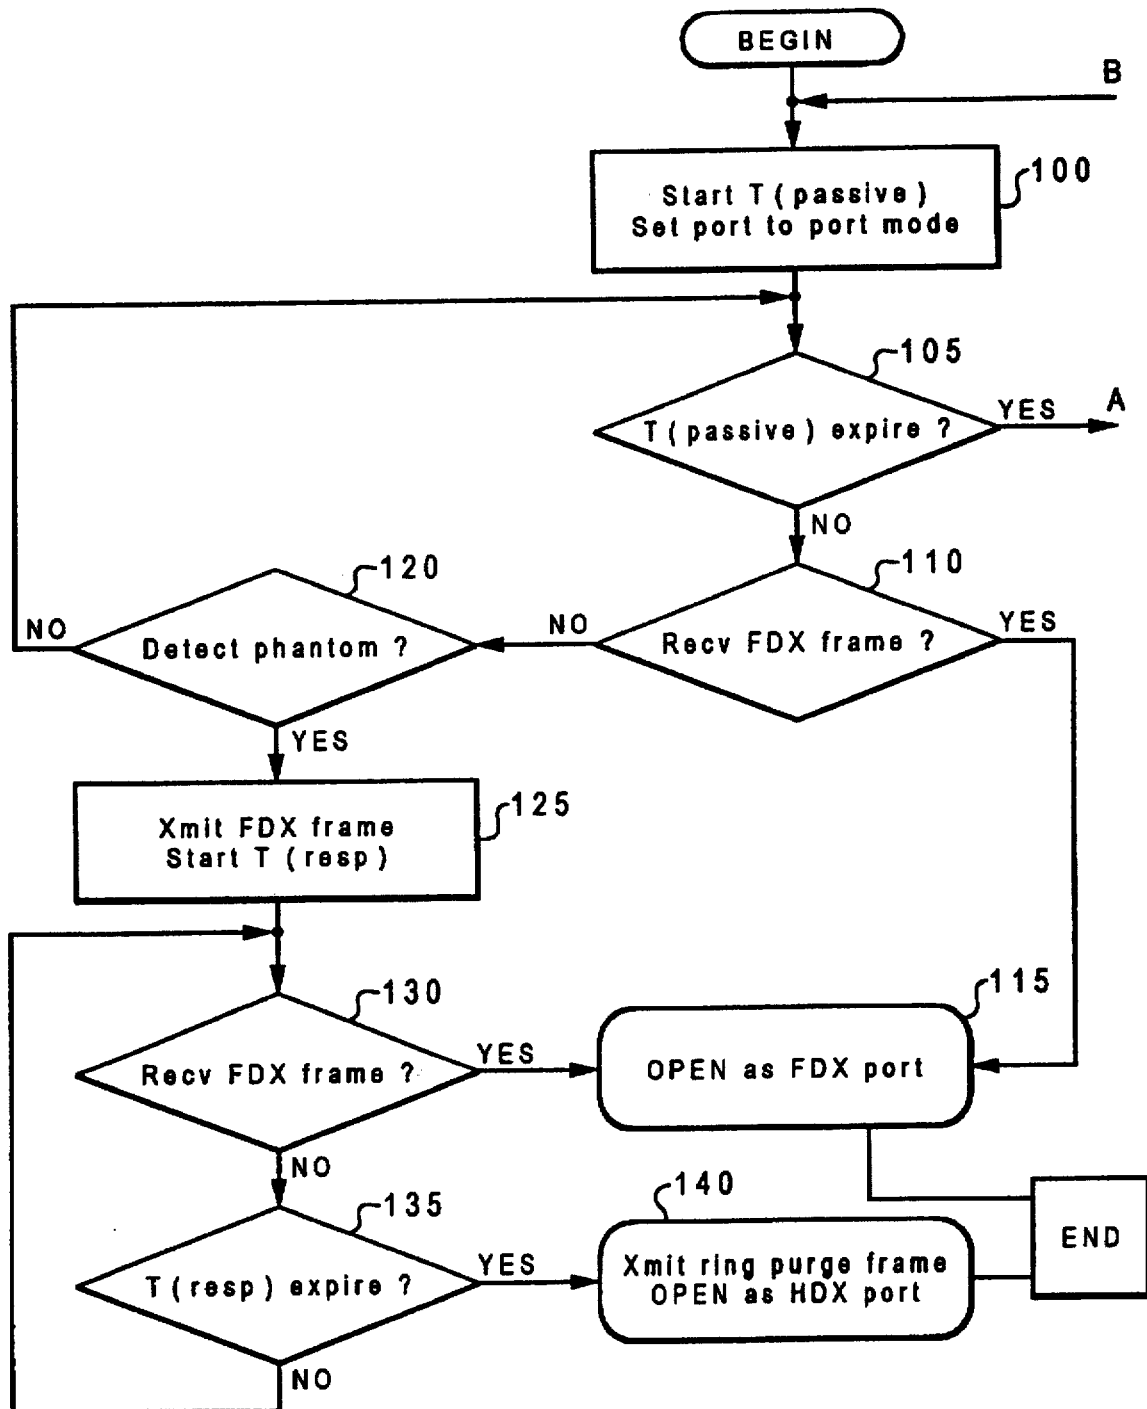 BEGIN
B
100
Start T (passive)
Set port to port mode
105
T (passive) expire ?
YES
A
NO
110
Recv FDX frame ?
YES
NO
120
Detect phantom ?
NO
YES
125
Xmit FDX frame
Start T (resp)
130
Recv FDX frame ?
YES
115
OPEN as FDX port
NO
135
T (resp) expire ?
YES
140
Xmit ring purge frame
OPEN as HDX port
END
NO